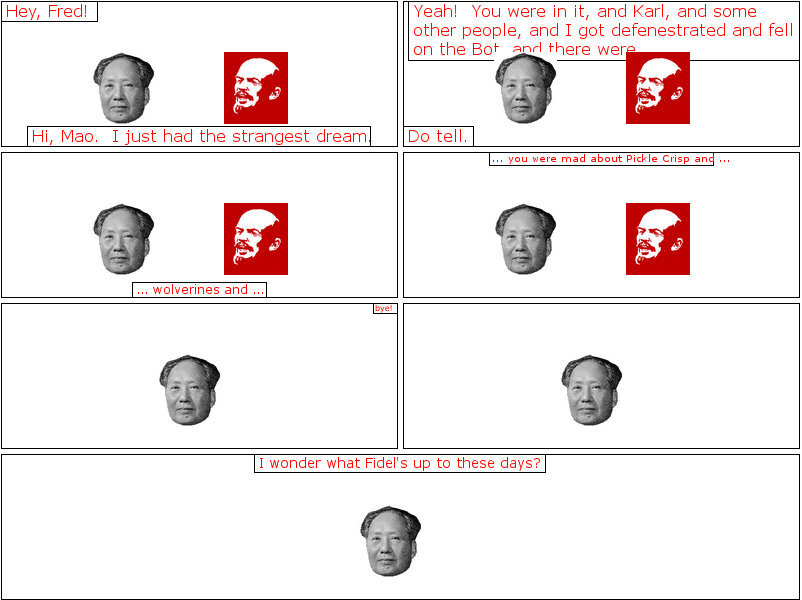 Hey, Fred!
Hi, Mao. I just had the strangest dream.
Yeah! You were in it, and Karl, and some
other people, and I got defenestrated and fell
on the Bot, and there were
Do tell.
... wolverines and ...
... you were mad about Pickle Crisp and ...
bye!
I wonder what Fidel's up to these days?